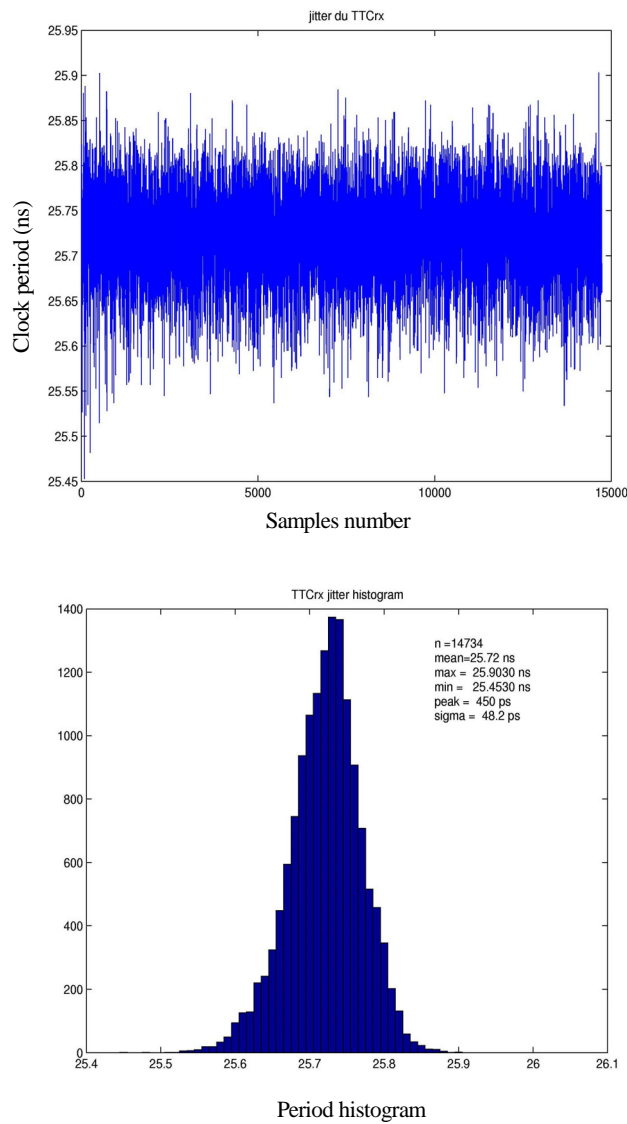 jitter du TTCrx
25.95
25.9
25.85
25.8
25.75
25.7
25.65
25.6
25.55
25.5
25.45
Clock period (ns)
0 5000 10000 15000
Samples number
TTCrx jitter histogram
1400
1200
1000
800
600
400
200
0
n =14734
mean=25.72 ns
max = 25.9030 ns
min = 25.4530 ns
peak = 450 ps
sigma = 48.2 ps
25.4 25.5 25.6 25.7 25.8 25.9 26 26.1
Period histogram